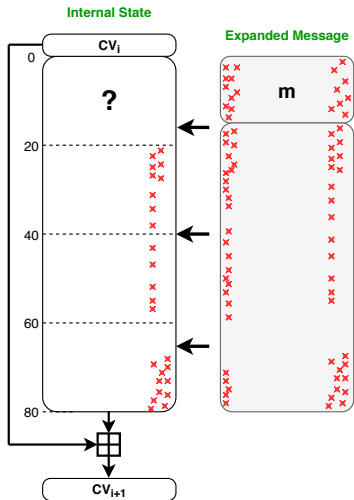 Internal State
Expanded Message
CVi
0
?
m
20
40
60
80
CVi+1